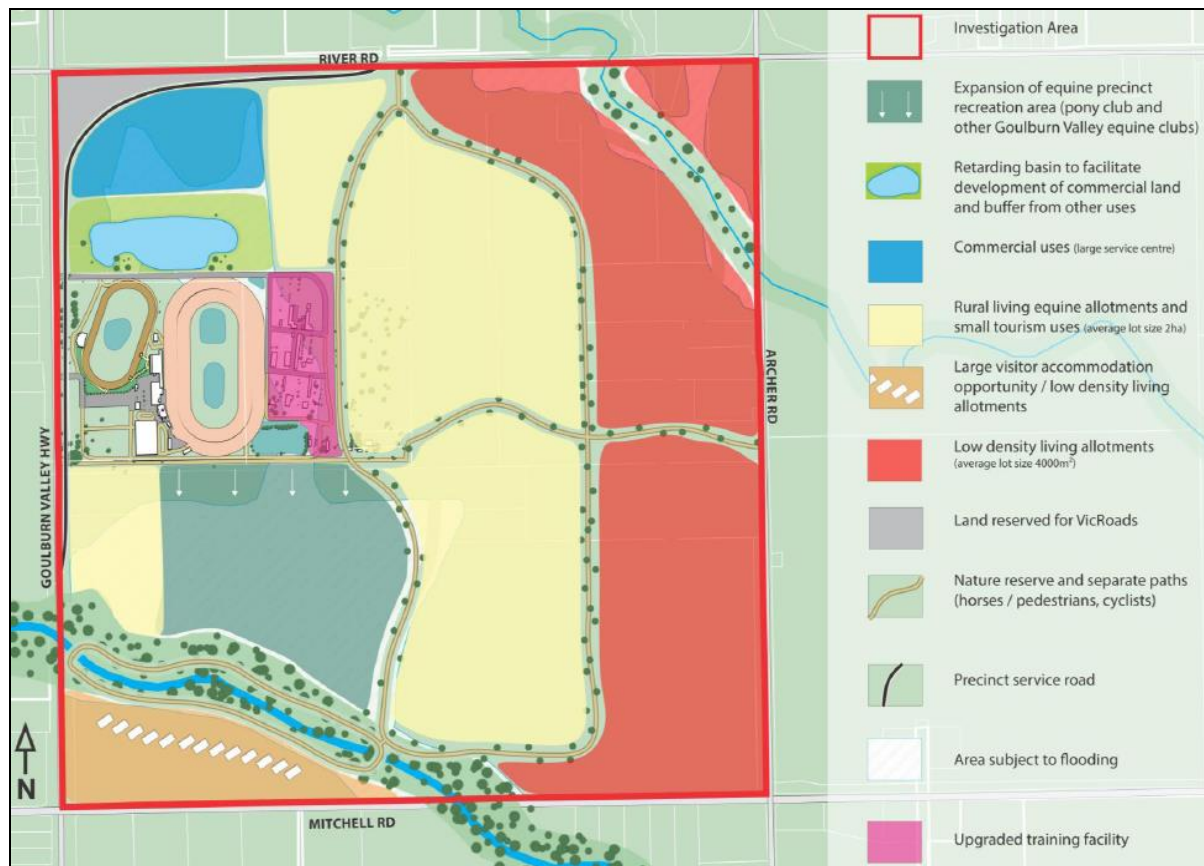 RIVER RD
GOULBURN VALLEY HWY
ARCHER RD
MITCHELL RD
N
Investigation Area
Expansion of equine precinct
recreation area (pony club and
other Goulburn Valley equine clubs)
Retarding basin to facilitate
development of commercial land
and buffer from other uses
Commercial uses (large service centre)
Rural living equine allotments and
small tourism uses (average lot size 2ha)
Large visitor accommodation
opportunity / low density living
allotments
Low density living allotments
(average lot size 4000m²)
Land reserved for VicRoads
Nature reserve and separate paths
(horses / pedestrians, cyclists)
Precinct service road
Area subject to flooding
Upgraded training facility